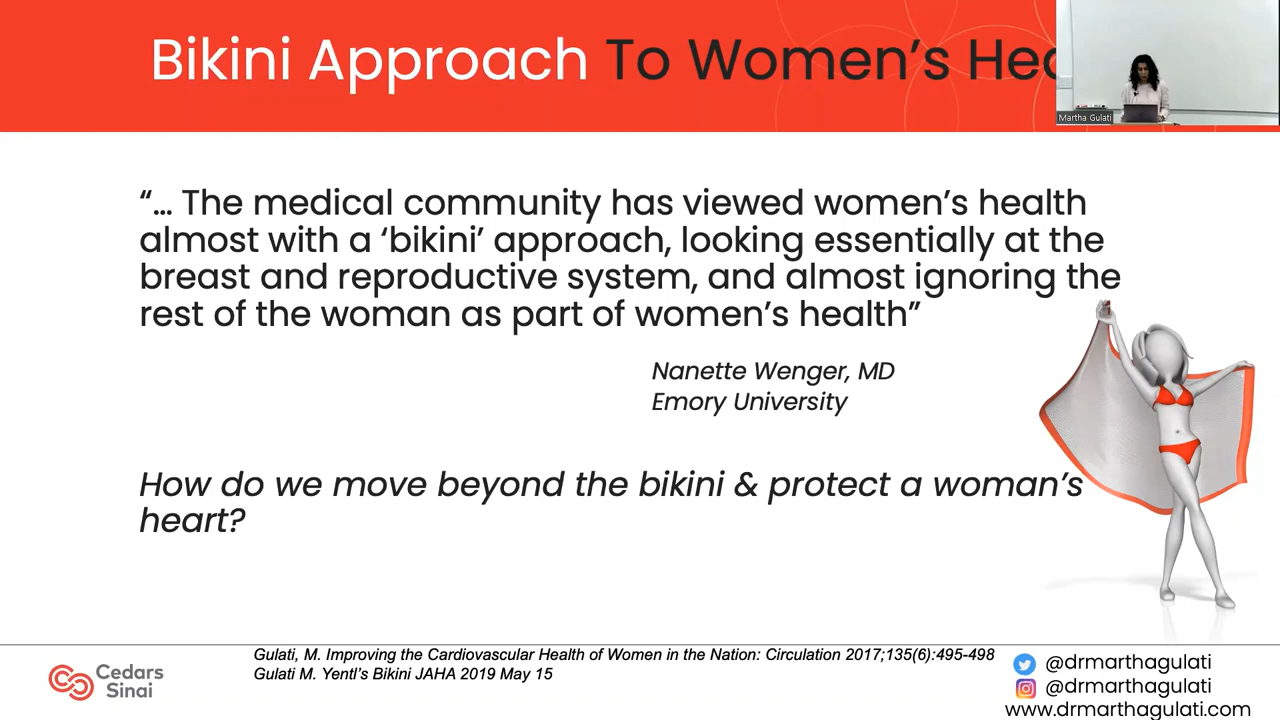 Bikini Approach To Women’s Hea
Martha Gulati
“... The medical community has viewed women’s health
almost with a ‘bikini’ approach, looking essentially at the
breast and reproductive system, and almost ignoring the
rest of the woman as part of women’s health”
Nanette Wenger, MD
Emory University
How do we move beyond the bikini & protect a woman’s
heart?
Cedars
Sinai
Gulati, M. Improving the Cardiovascular Health of Women in the Nation: Circulation 2017;135(6):495-498
Gulati M. Yentl’s Bikini JAHA 2019 May 15
@drmarthagulati
@drmarthagulati
www.drmarthagulati.com